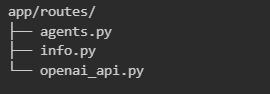 app/routes/
├── agents.py
├── info.py
└── openai_api.py